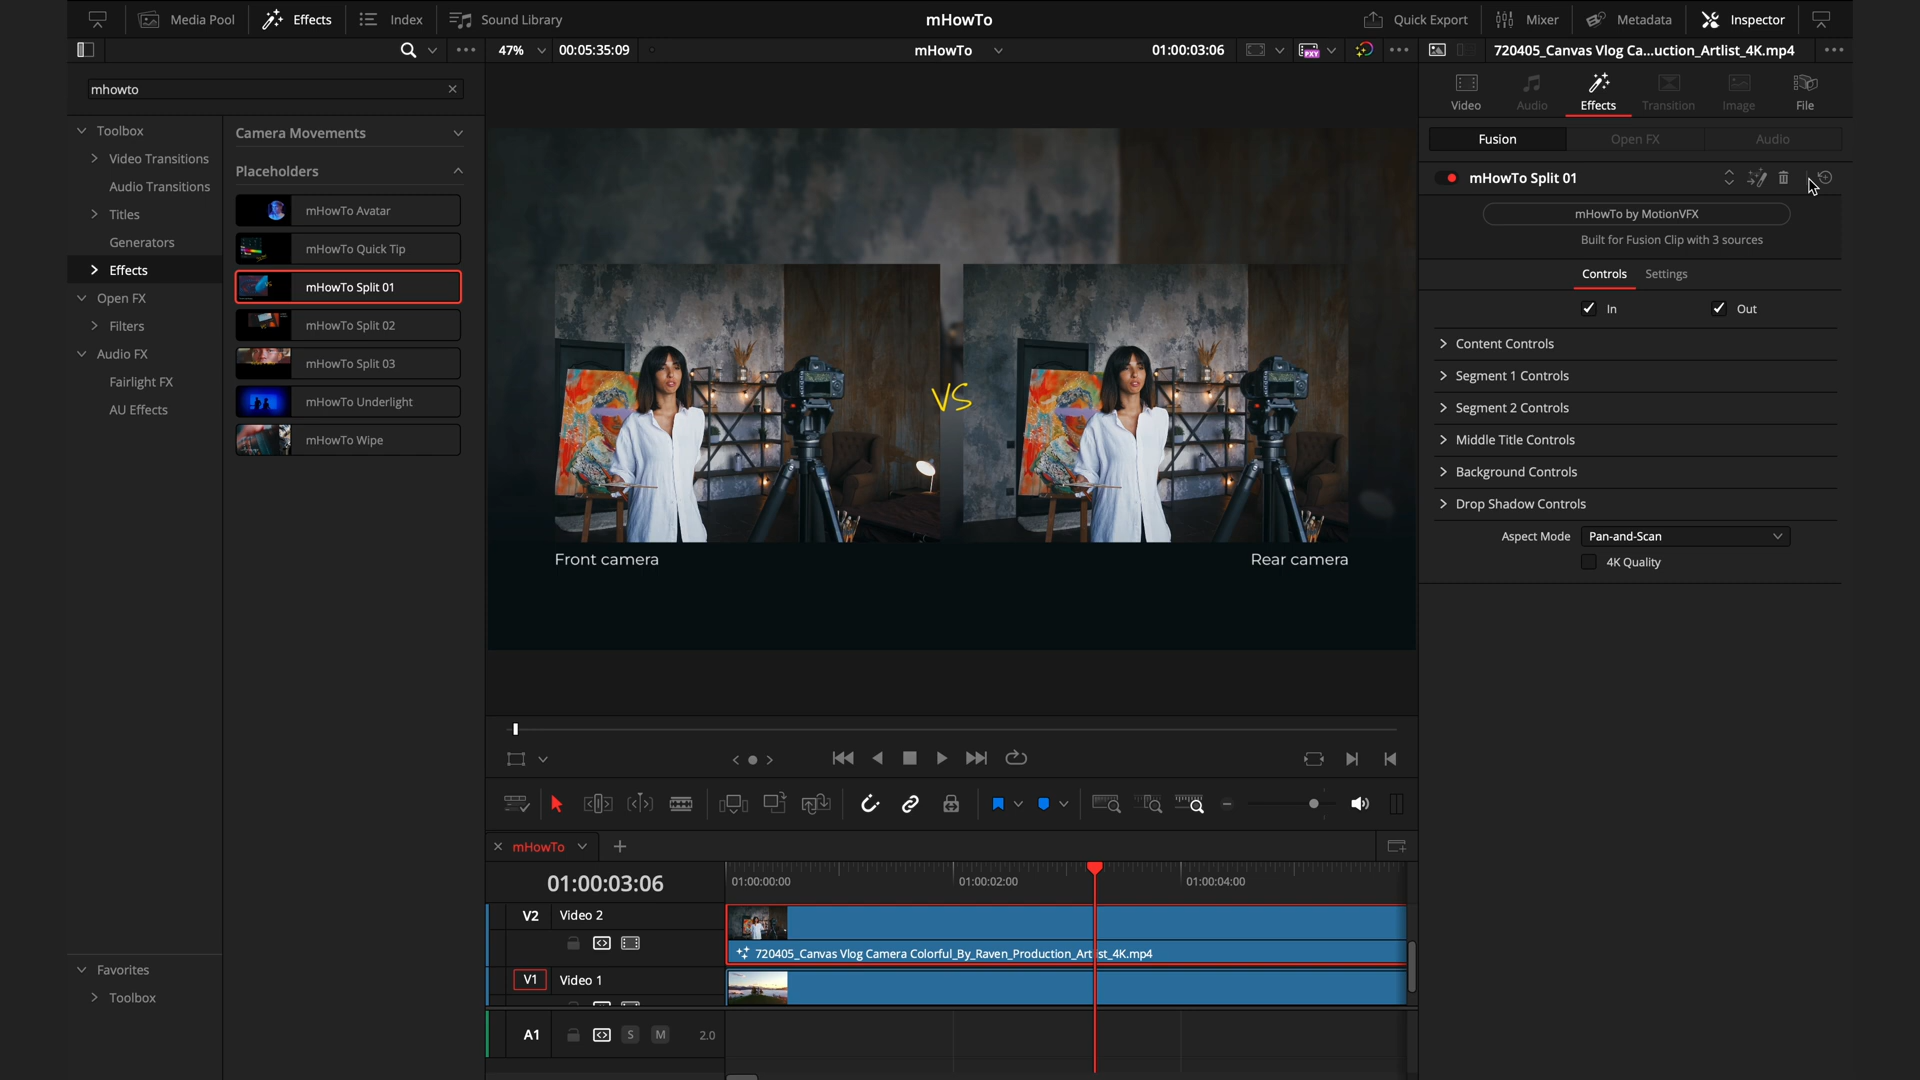 Media Pool
Effects
Index
Sound Library
mHowTo
Quick Export
Mixer
Metadata
Inspector
47%
00:05:35:09
mHowTo
01:00:03:06
PXY
720405_Canvas Vlog Ca...uction_Artlist_4K.mp4
mhowto
Toolbox
Video Transitions
Audio Transitions
Titles
Generators
Effects
Open FX
Filters
Audio FX
Fairlight FX
AU Effects
Favorites
Toolbox
Camera Movements
Placeholders
mHowTo Avatar
mHowTo Quick Tip
mHowTo Split 01
mHowTo Split 02
mHowTo Split 03
mHowTo Underlight
mHowTo Wipe
VS
Front camera
Rear camera
Video
Audio
Effects
Transition
Image
File
Fusion
Open FX
Audio
mHowTo Split 01
mHowTo by MotionVFX
Built for Fusion Clip with 3 sources
Controls
Settings
In
Out
Content Controls
Segment 1 Controls
Segment 2 Controls
Middle Title Controls
Background Controls
Drop Shadow Controls
Aspect Mode
Pan-and-Scan
4K Quality
mHowTo
01:00:03:06
01:00:00:00
01:00:02:00
01:00:04:00
V2
Video 2
720405_Canvas Vlog Camera Colorful_By_Raven_Production_Artlist_4K.mp4
V1
Video 1
A1
S
M
2.0